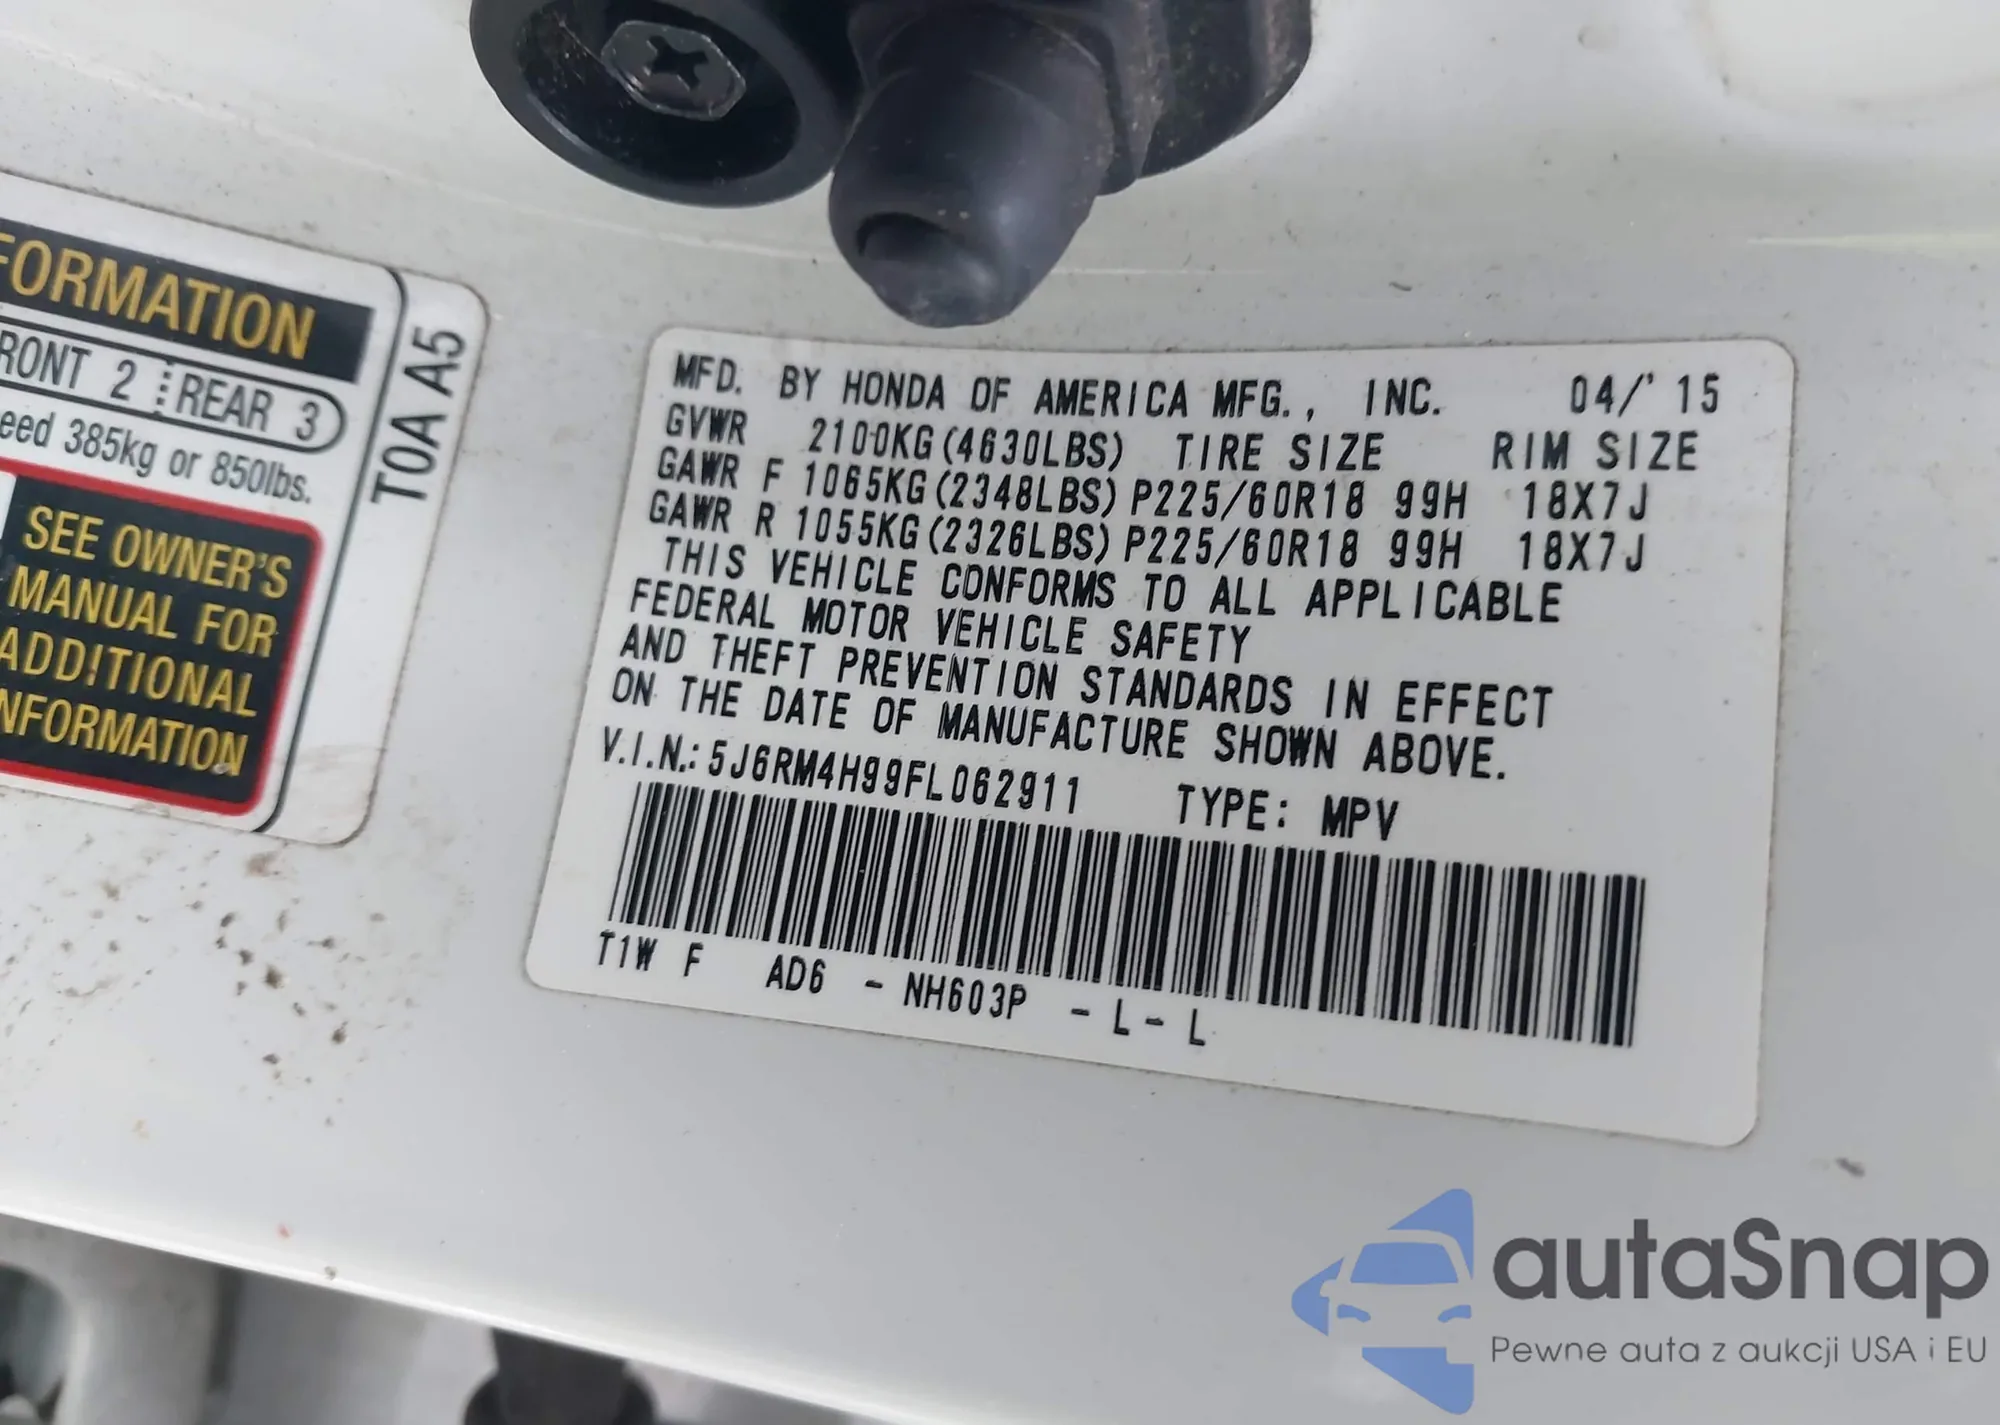 FORMATION
RONT 2 REAR 3
eed 385kg or 850lbs.
SEE OWNER'S
MANUAL FOR
ADDITIONAL
NFORMATION
T0A A5
MFD. BY HONDA OF AMERICA MFG., INC. 04/'15
GVWR 2100KG(4630LBS) TIRE SIZE RIM SIZE
GAWR F 1065KG(2348LBS) P225/60R18 99H 18X7J
GAWR R 1055KG(2326LBS) P225/60R18 99H 18X7J
THIS VEHICLE CONFORMS TO ALL APPLICABLE
FEDERAL MOTOR VEHICLE SAFETY
AND THEFT PREVENTION STANDARDS IN EFFECT
ON THE DATE OF MANUFACTURE SHOWN ABOVE.
V.I.N.: 5J6RM4H99FL062911 TYPE: MPV
T1W F AD6 - NH603P - L - L
autaSnap
Pewne auta z aukcji USA i EU